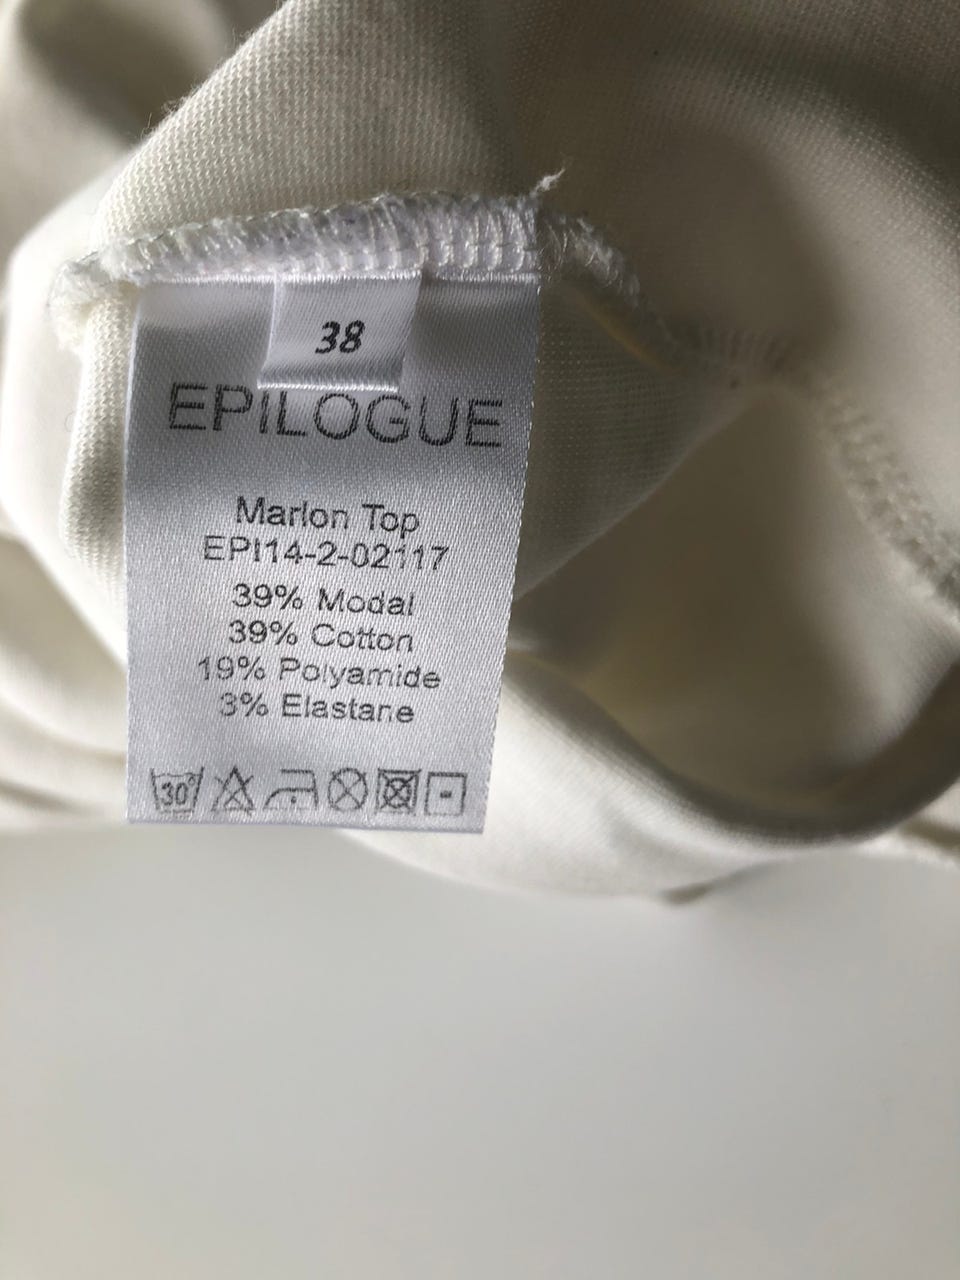 38
EPILOGUE
Marlon Top
EPI14-2-02117
39% Modal
39% Cotton
19% Polyamide
3% Elastane
30°